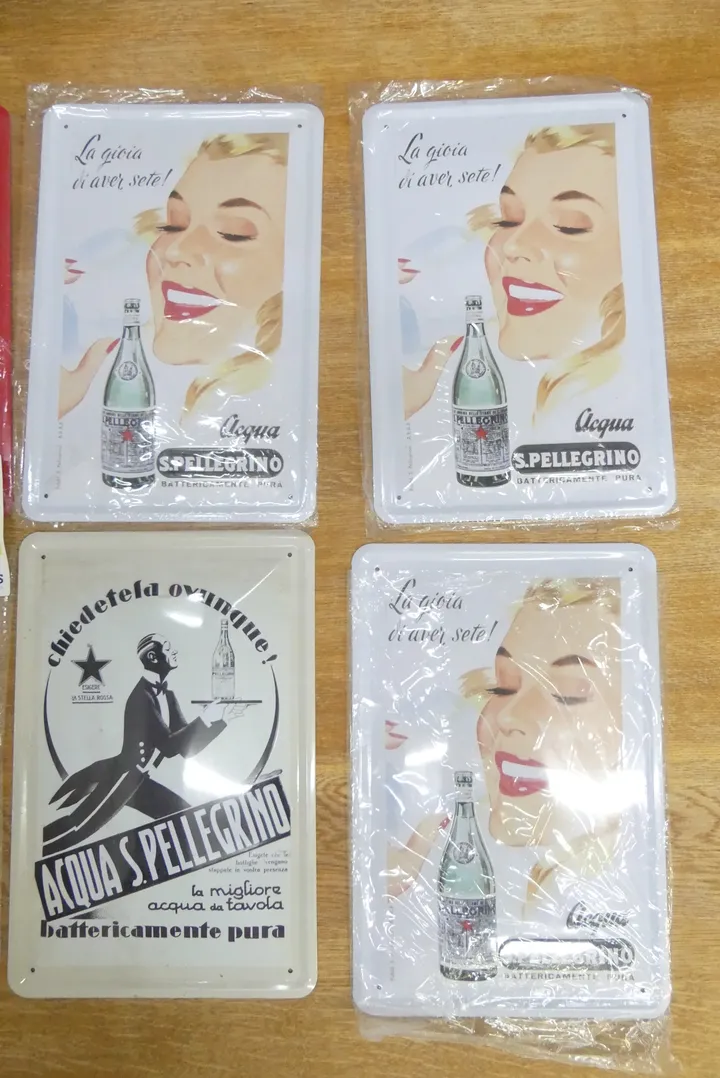 La gioia
di aver sete!
PELLEGRINO
Acqua
S.PELLEGRINO
BATTERICAMENTE PURA
La gioia
di aver sete!
PELLEGRINO
Acqua
S.PELLEGRINO
BATTERICAMENTE PURA
chiedetela ovunque!
ESIGERE
LA STELLA ROSSA
ACQUA S. PELLEGRINO
la migliore
acqua da tavola
battericamente pura
La gioia
di aver sete!
Acqua
S.PELLEGRINO
BATTERICAMENTE PURA
S